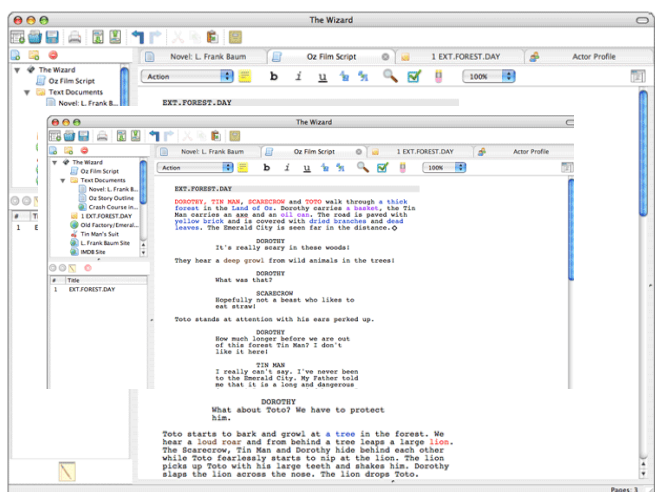 The Wizard
Novel: L. Frank Baum
Oz Film Script
1 EXT.FOREST.DAY
Actor Profile
The Wizard
Oz Film Script
Text Documents
Novel: L. Frank B...
Action
b i u
100%
EXT.FOREST.DAY
#
1
The Wizard
Novel: L. Frank Baum
Oz Film Script
1 EXT.FOREST.DAY
Actor Profile
The Wizard
Oz Film Script
Text Documents
Novel: L. Frank B...
Oz Story Outline
Crash Course in...
1 EXT.FOREST.DAY
Old Factory/Emeral...
Tin Man's Suit
L. Frank Baum Site
IMDB Site
# Title
1 EXT.FOREST.DAY
Action
b i u
100%
EXT.FOREST.DAY
DOROTHY, TIN MAN, SCARECROW and TOTO walk through a thick
forest in the Land of Oz. Dorothy carries a basket, the Tin
Man carries an axe and an oil can. The road is paved with
yellow brick and is covered with dried branches and dead
leaves. The Emerald City is seen far in the distance.
DOROTHY
It's really scary in these woods!
They hear a deep growl from wild animals in the trees!
DOROTHY
What was that?
SCARECROW
Hopefully not a beast who likes to
eat straw!
Toto stands at attention with his ears perked up.
DOROTHY
How much longer before we are out
of this forest Tin Man? I don't
like it here!
TIN MAN
I really can't say. I've never been
to the Emerald City. My Father told
me that it is a long and dangerous
DOROTHY
What about Toto? We have to protect
him.
Toto starts to bark and growl at a tree in the forest. We
hear a loud roar and from behind a tree leaps a large lion.
The Scarecrow, Tin Man and Dorothy hide behind each other
while Toto fearlessly starts to nip at the lion. The lion
picks up Toto with his large teeth and shakes him. Dorothy
slaps the lion across the nose. The lion drops Toto.
Pages: 3